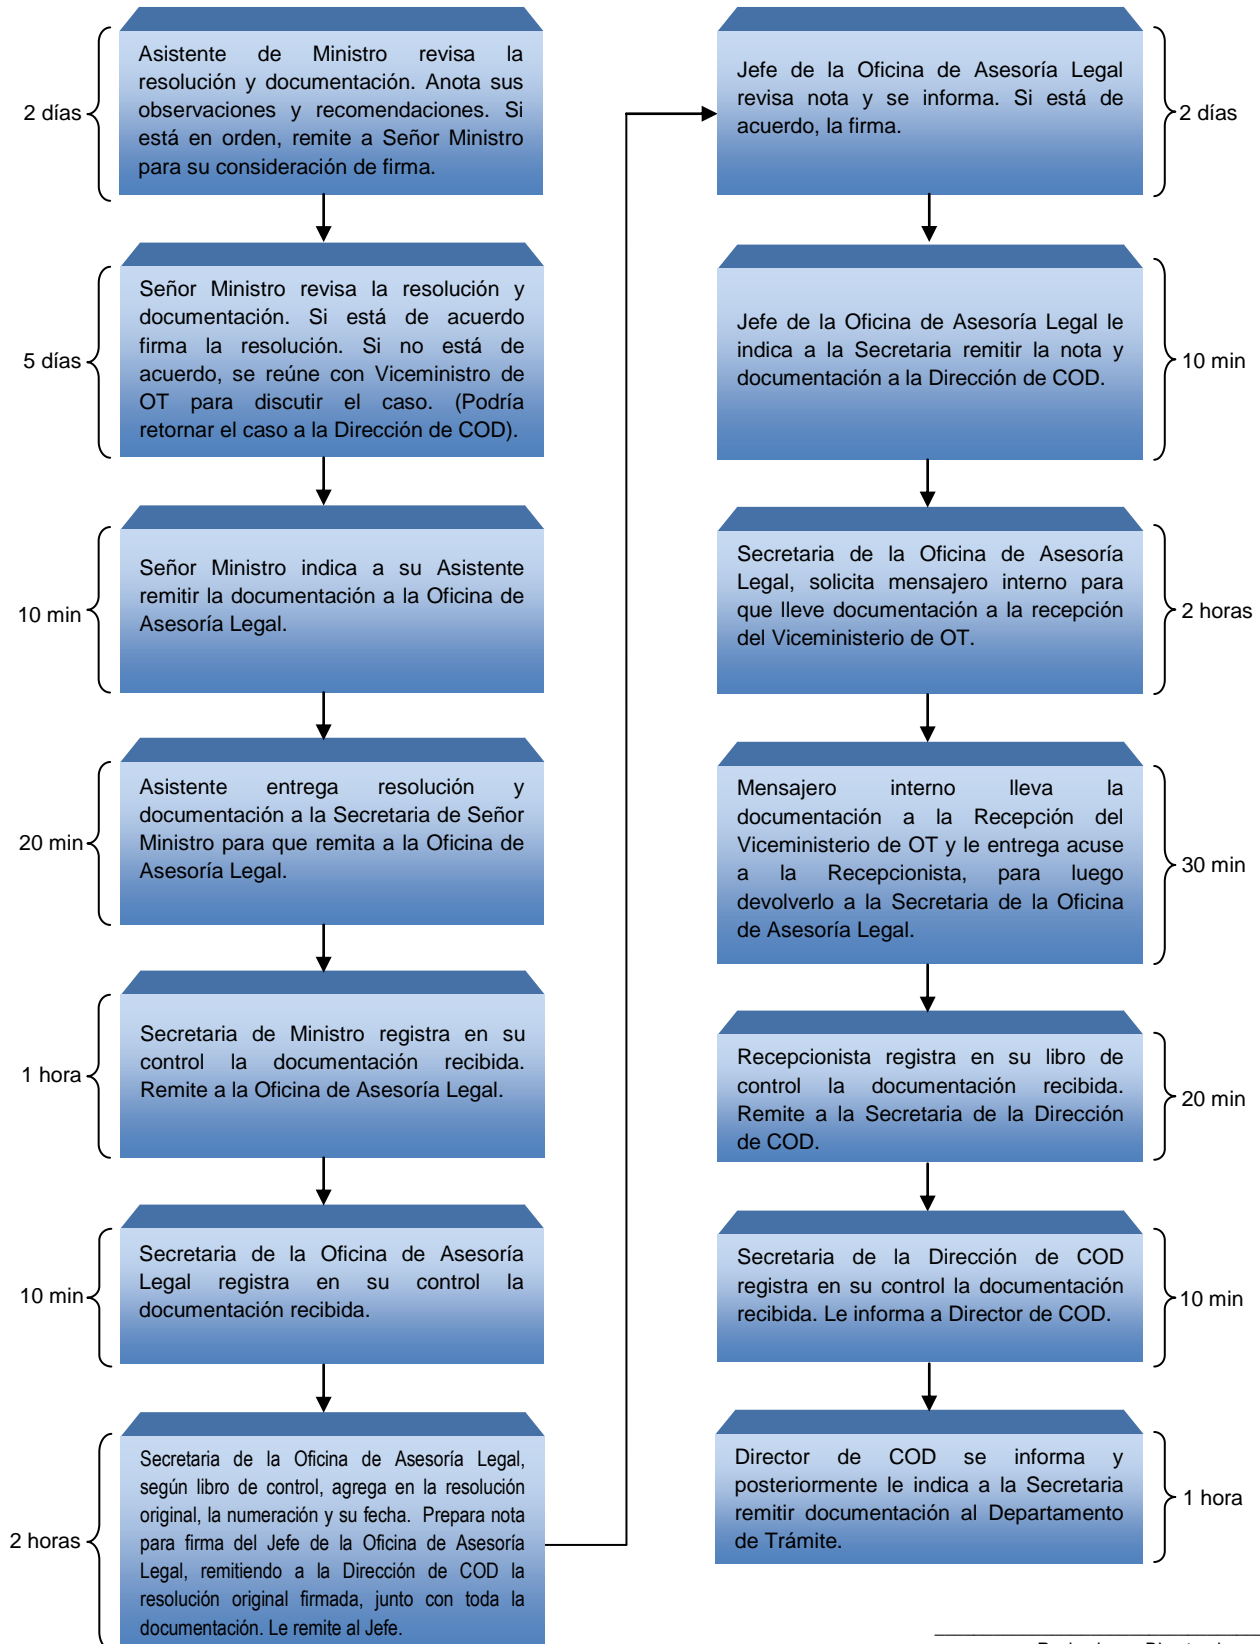 2 días
Asistente de Ministro revisa la
resolución y documentación. Anota sus
observaciones y recomendaciones. Si
está en orden, remite a Señor Ministro
para su consideración de firma.
5 días
Señor Ministro revisa la resolución y
documentación. Si está de acuerdo
firma la resolución. Si no está de
acuerdo, se reúne con Viceministro de
OT para discutir el caso. (Podría
retornar el caso a la Dirección de COD).
10 min
Señor Ministro indica a su Asistente
remitir la documentación a la Oficina de
Asesoría Legal.
20 min
Asistente entrega resolución y
documentación a la Secretaria de Señor
Ministro para que remita a la Oficina de
Asesoría Legal.
1 hora
Secretaria de Ministro registra en su
control la documentación recibida.
Remite a la Oficina de Asesoría Legal.
10 min
Secretaria de la Oficina de Asesoría
Legal registra en su control la
documentación recibida.
2 horas
Secretaria de la Oficina de Asesoría Legal,
según libro de control, agrega en la resolución
original, la numeración y su fecha. Prepara nota
para firma del Jefe de la Oficina de Asesoría
Legal, remitiendo a la Dirección de COD la
resolución original firmada, junto con toda la
documentación. Le remite al Jefe.
Jefe de la Oficina de Asesoría Legal
revisa nota y se informa. Si está de
acuerdo, la firma.
2 días
Jefe de la Oficina de Asesoría Legal le
indica a la Secretaria remitir la nota y
documentación a la Dirección de COD.
10 min
Secretaria de la Oficina de Asesoría
Legal, solicita mensajero interno para
que lleve documentación a la recepción
del Viceministerio de OT.
2 horas
Mensajero interno lleva la
documentación a la Recepción del
Viceministerio de OT y le entrega acuse
a la Recepcionista, para luego
devolverlo a la Secretaria de la Oficina
de Asesoría Legal.
30 min
Recepcionista registra en su libro de
control la documentación recibida.
Remite a la Secretaria de la Dirección
de COD.
20 min
Secretaria de la Dirección de COD
registra en su control la documentación
recibida. Le informa a Director de COD.
10 min
Director de COD se informa y
posteriormente le indica a la Secretaria
remitir documentación al Departamento
de Trámite.
1 hora